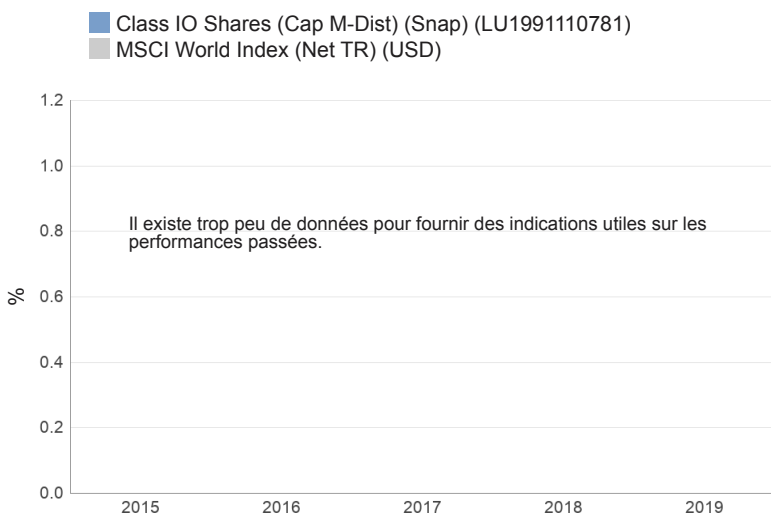 Class IO Shares (Cap M-Dist) (Snap) (LU1991110781)
MSCI World Index (Net TR) (USD)
1.2
1.0
Il existe trop peu de données pour fournir des indications utiles sur les
performances passées.
0.8
%
0.6
0.4
0.2
0.0
2015 2016 2017 2018 2019